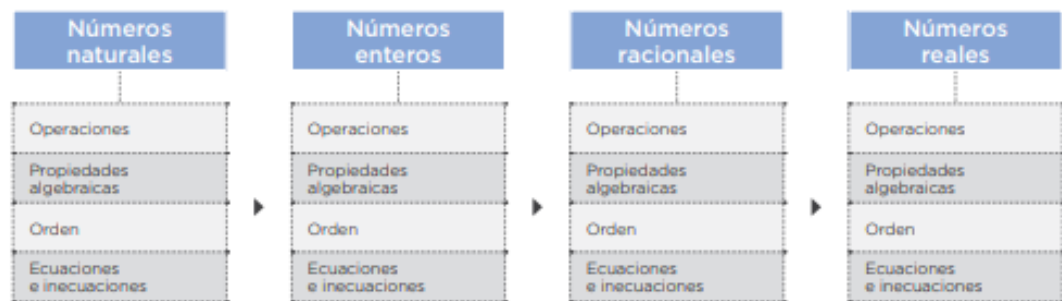 Números
naturales
Operaciones
Propiedades
algebraicas
Orden
Ecuaciones
e inecuaciones
Números
enteros
Operaciones
Propiedades
algebraicas
Orden
Ecuaciones
e inecuaciones
Números
racionales
Operaciones
Propiedades
algebraicas
Orden
Ecuaciones
e inecuaciones
Números
reales
Operaciones
Propiedades
algebraicas
Orden
Ecuaciones
e inecuaciones